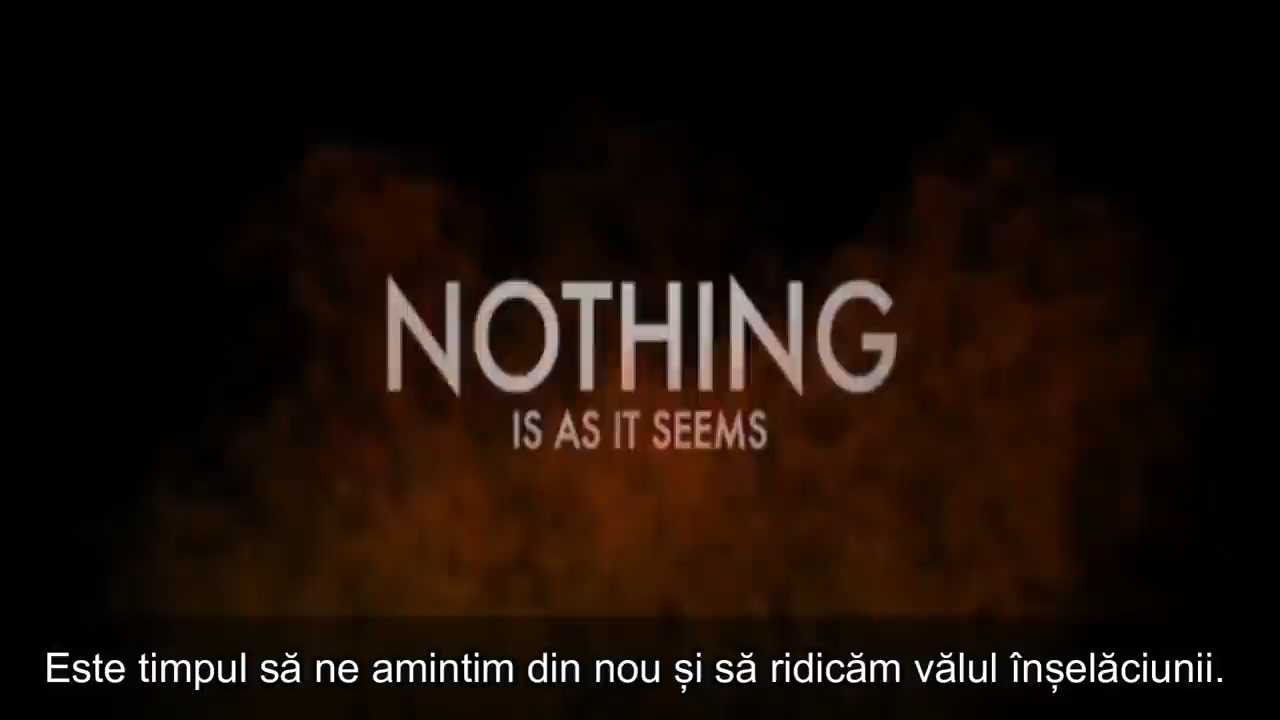 NOTHING
IS AS IT SEEMS
Este timpul să ne amintim din nou și să ridicăm vălul înșelăciunii.